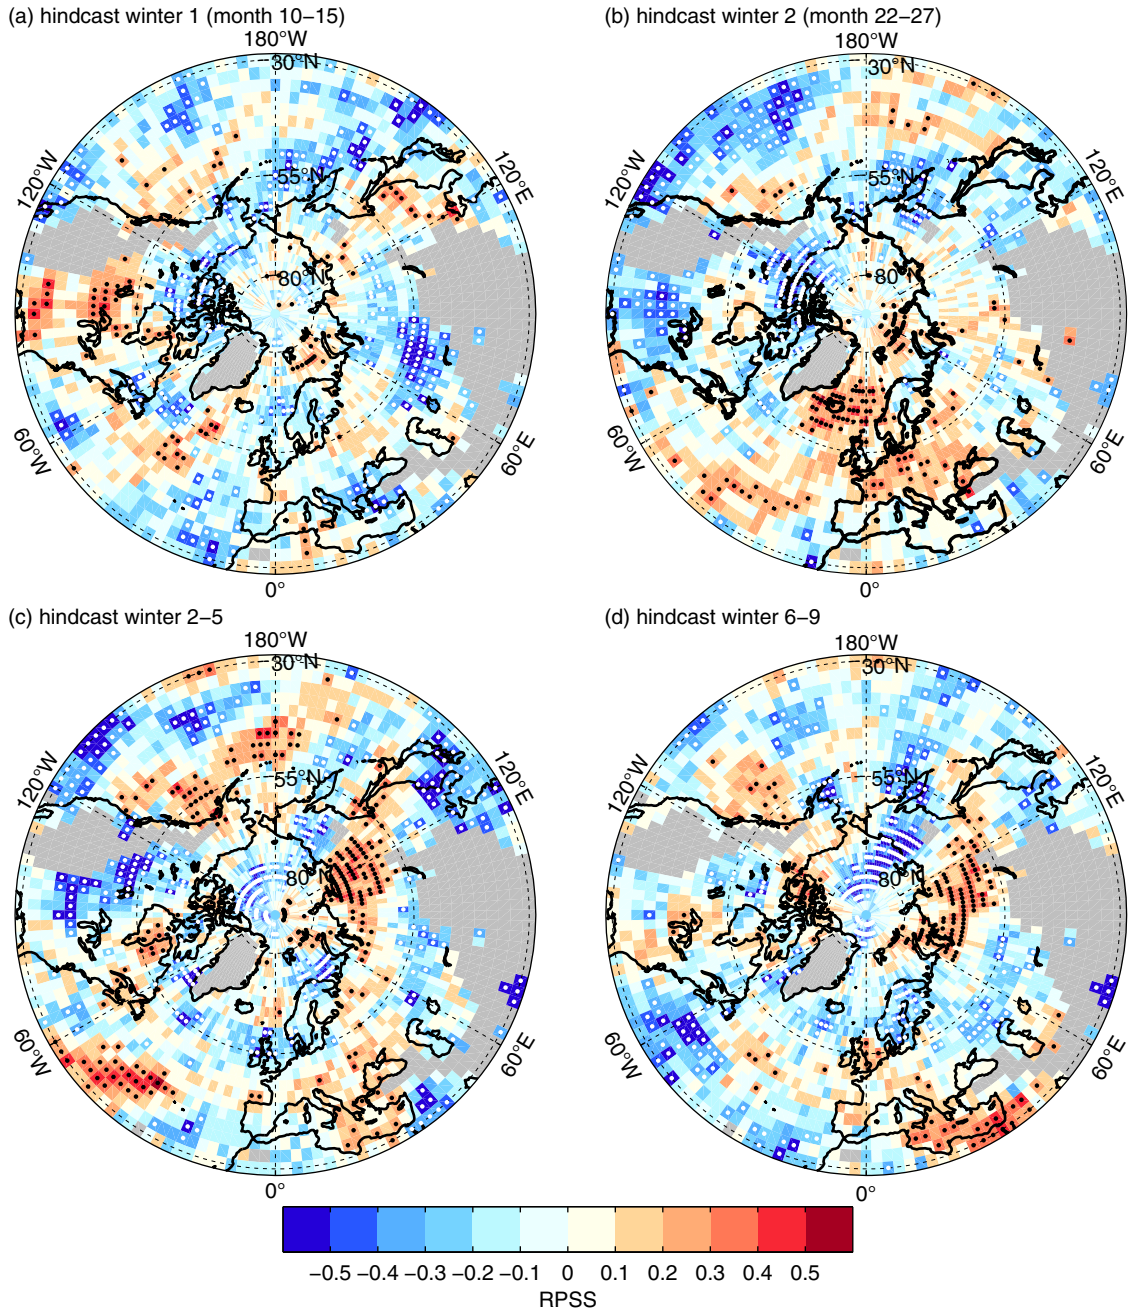 (a) hindcast winter 1 (month 10−15)
180°W
30°N
120°W
120°E
55°N
80°N
60°W
60°E
0°
(b) hindcast winter 2 (month 22−27)
180°W
30°N
120°W
120°E
55°N
80°N
60°W
60°E
0°
(c) hindcast winter 2−5
180°W
30°N
120°W
120°E
55°N
80°N
60°W
60°E
0°
(d) hindcast winter 6−9
180°W
30°N
120°W
120°E
55°N
80°N
60°W
60°E
0°
−0.5 −0.4 −0.3 −0.2 −0.1 0 0.1 0.2 0.3 0.4 0.5
RPSS